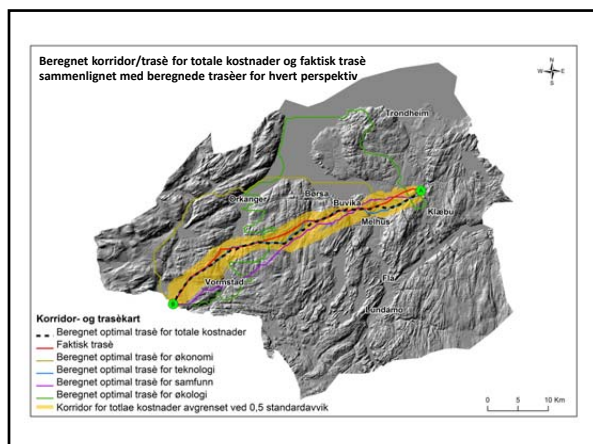 Beregnet korridor/trasè for totale kostnader og faktisk trasè
sammenlignet med beregnede trasèer for hvert perspektiv
N
W E
S
Trondheim
Orkanger
Børsa
Buvika
Melhus
Klæbu
Vormstad
Flå
Lundamo
Korridor- og trasèkart
Beregnet optimal trasè for totale kostnader
Faktisk trasè
Beregnet optimal trasè for økonomi
Beregnet optimal trasè for teknologi
Beregnet optimal trasè for samfunn
Beregnet optimal trasè for økologi
Korridor for totlae kostnader avgrenset ved 0,5 standardavvik
0 5 10 Km